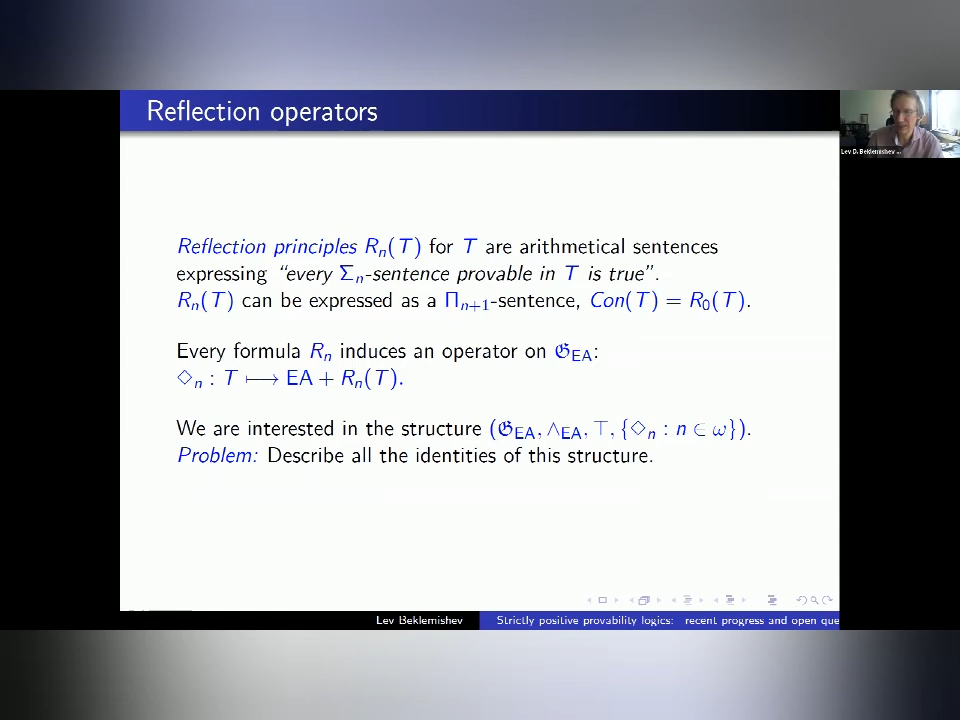 Reflection operators
Lev D. Beklemishev ...
Reflection principles Rₙ(T) for T are arithmetical sentences
expressing “every Σₙ-sentence provable in T is true”.
Rₙ(T) can be expressed as a Πₙ₊₁-sentence, Con(T) = R₀(T).
Every formula Rₙ induces an operator on 𝔊_EA:
◇ₙ : T ⟼ EA + Rₙ(T).
We are interested in the structure (𝔊_EA, ∧_EA, ⊤, {◇ₙ : n ∈ ω}).
Problem: Describe all the identities of this structure.
Lev Beklemishev
Strictly positive provability logics: recent progress and open que